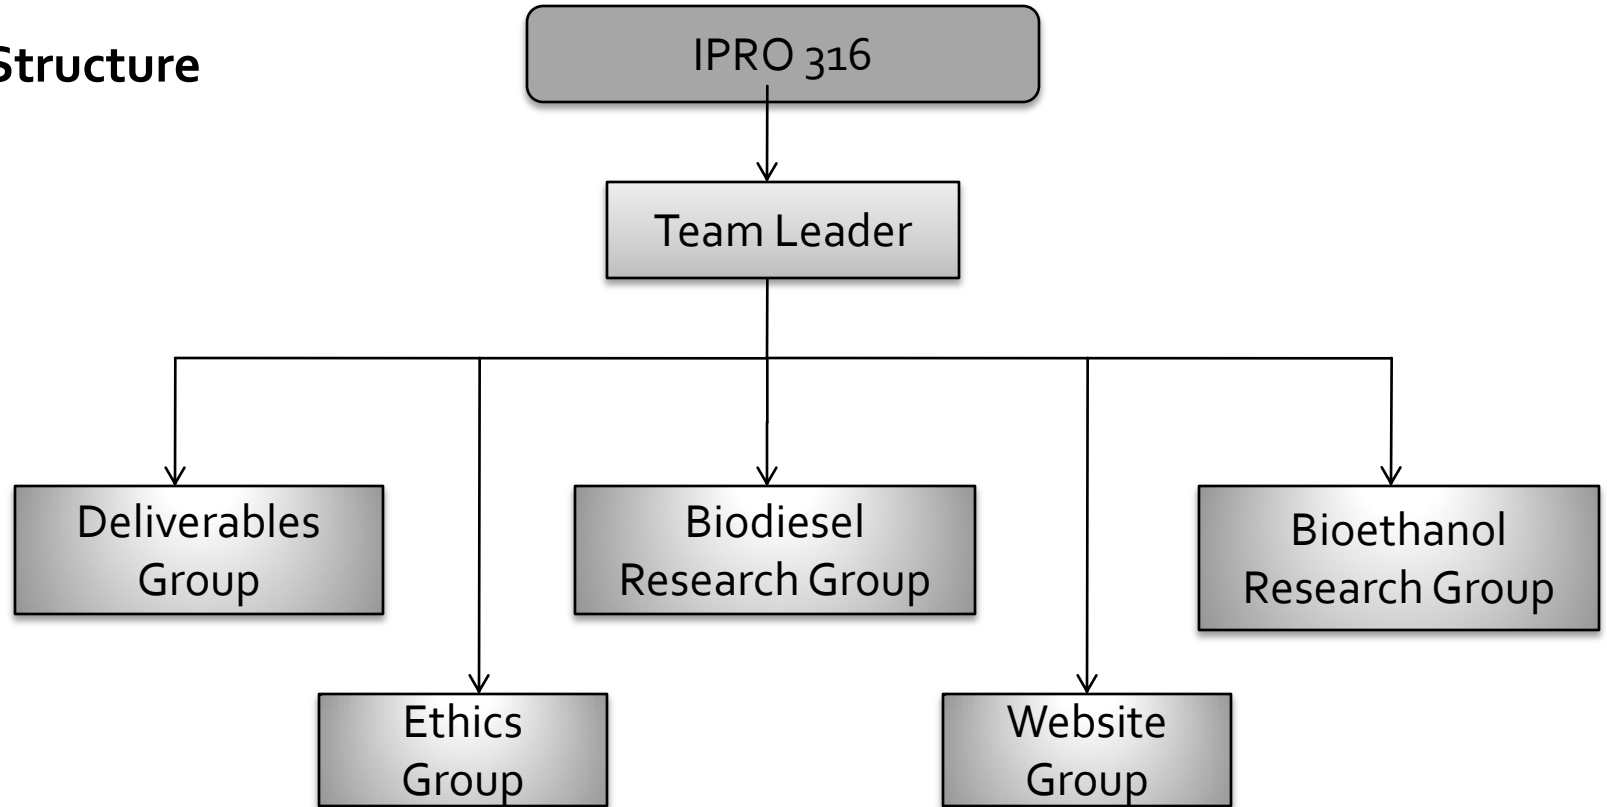 Structure
IPRO 316
Team Leader
Deliverables
Group
Biodiesel
Research Group
Bioethanol
Research Group
Ethics
Group
Website
Group